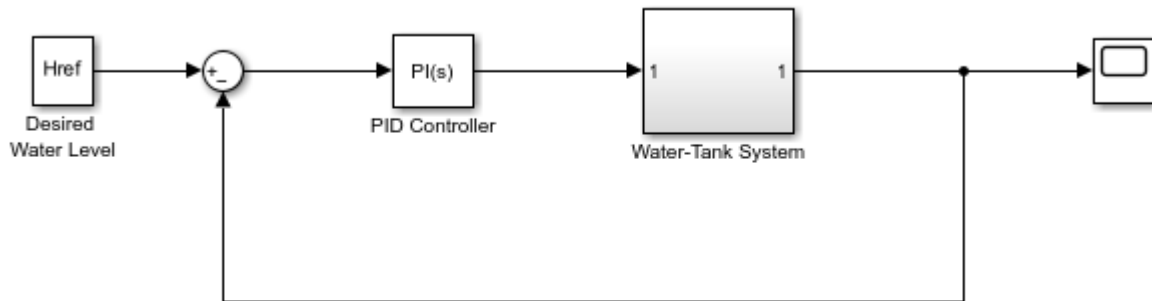 Href
Desired
Water Level
+
−
PI(s)
PID Controller
1
1
Water-Tank System